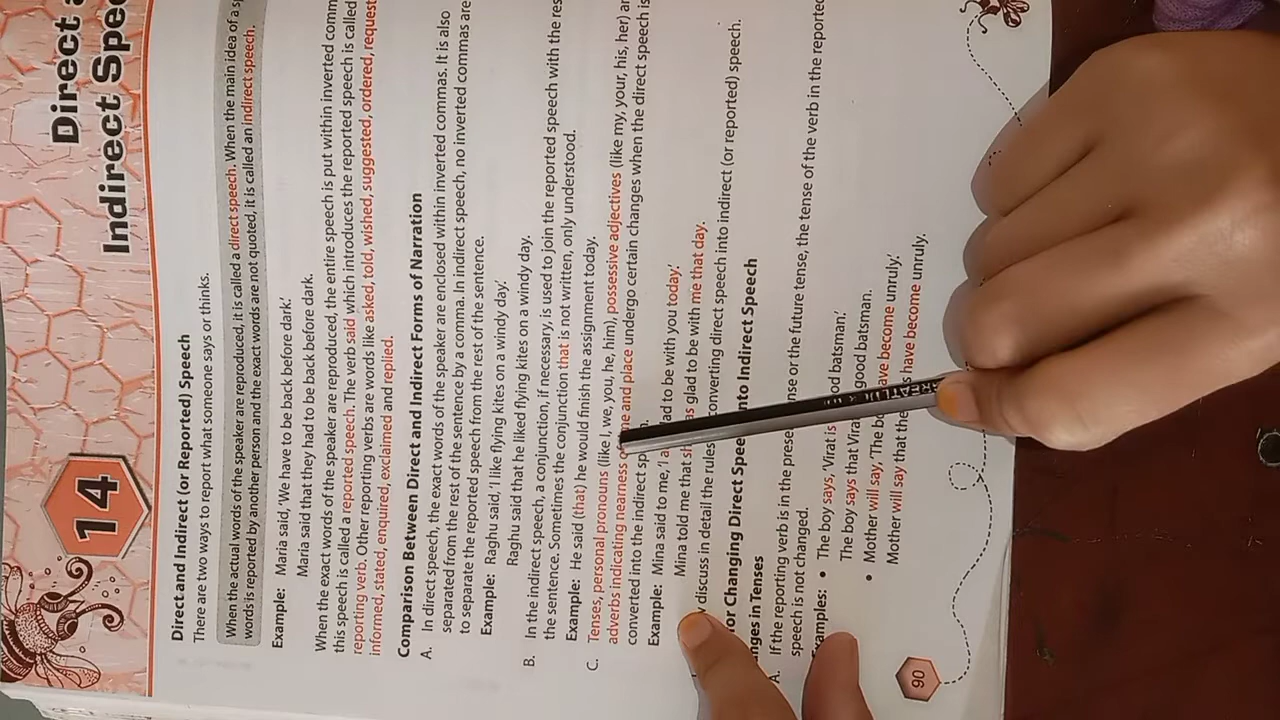 14
Direct a
Indirect Spe
Direct and Indirect (or Reported) Speech
There are two ways to report what someone says or thinks.
When the actual words of the speaker are reproduced, it is called a direct speech. When the main idea of a sp
words is reported by another person and the exact words are not quoted, it is called an indirect speech.
Example: Maria said, 'We have to be back before dark.'
Maria said that they had to be back before dark.
When the exact words of the speaker are reproduced, the entire speech is put within inverted comm
this speech is called a reported speech. The verb said which introduces the reported speech is called
reporting verb. Other reporting verbs are words like asked, told, wished, suggested, ordered, request
informed, stated, enquired, exclaimed and replied.
Comparison Between Direct and Indirect Forms of Narration
A. In direct speech, the exact words of the speaker are enclosed within inverted commas. It is also
separated from the rest of the sentence by a comma. In indirect speech, no inverted commas are
to separate the reported speech from the rest of the sentence.
Example: Raghu said, 'I like flying kites on a windy day.'
Raghu said that he liked flying kites on a windy day.
B. In the indirect speech, a conjunction, if necessary, is used to join the reported speech with the res
the sentence. Sometimes the conjunction that is not written, only understood.
Example: He said (that) he would finish the assignment today.
C. Tenses, personal pronouns (like I, we, you, he, him), possessive adjectives (like my, your, his, her) an
adverbs indicating nearness o me and place undergo certain changes when the direct speech is
converted into the indirect sp h.
Example: Mina said to me, 'I a lad to be with you today.'
Mina told me that sh as glad to be with me that day.
w discuss in detail the rules converting direct speech into indirect (or reported) speech.
for Changing Direct Spee nto Indirect Speech
nges in Tenses
A. If the reporting verb is in the prese nse or the future tense, the tense of the verb in the reported
speech is not changed.
amples: • The boy says, 'Virat is od batsman.'
The boy says that Vira good batsman.
• Mother will say, 'The bo ave become unruly.'
Mother will say that the s have become unruly.
90